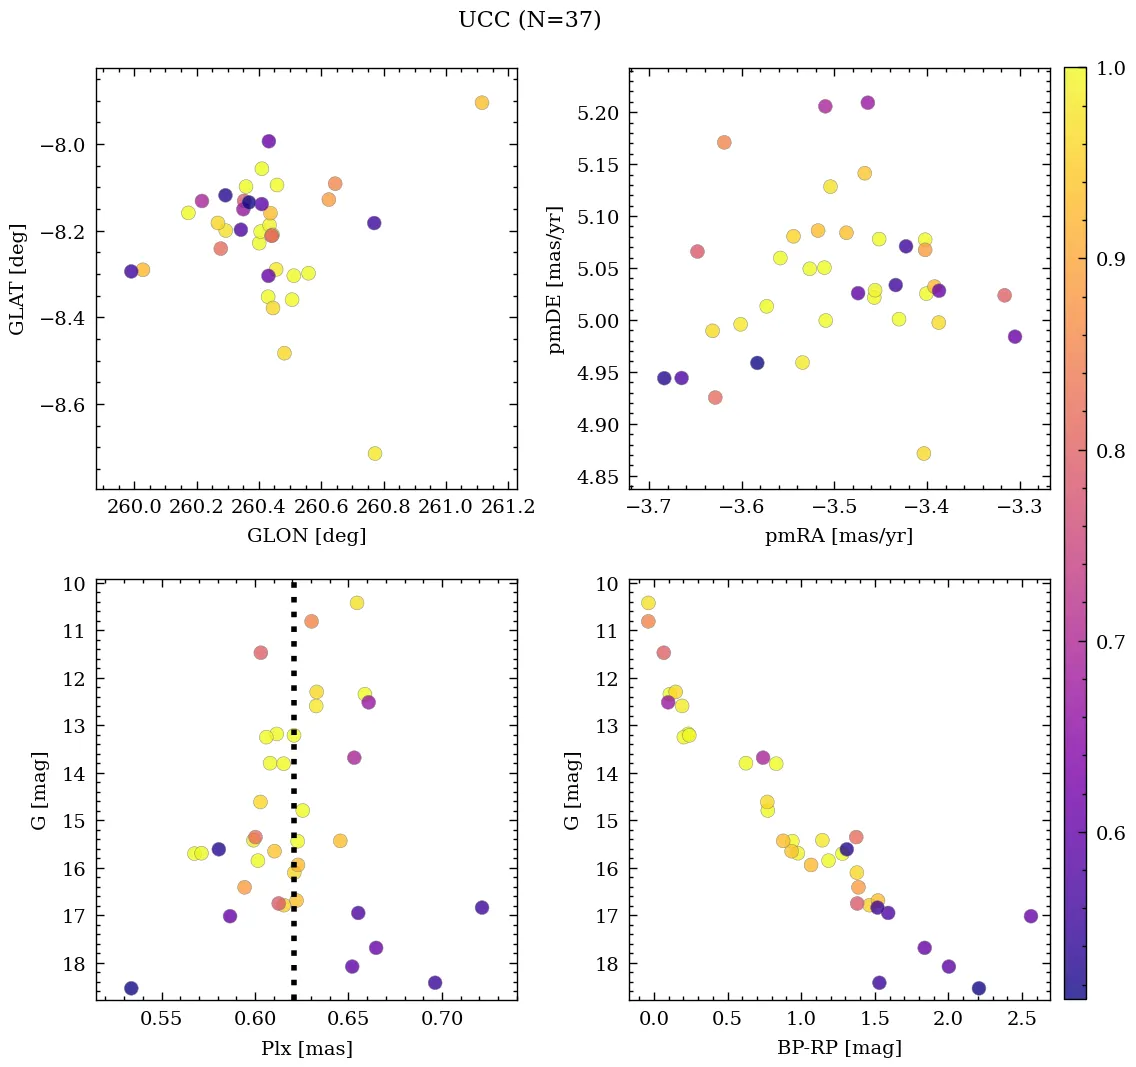 UCC (N=37)
−8.0
−8.2
−8.4
−8.6
GLAT [deg]
260.0 260.2 260.4 260.6 260.8 261.0 261.2
GLON [deg]
5.20
5.15
5.10
5.05
5.00
4.95
4.90
4.85
pmDE [mas/yr]
−3.7 −3.6 −3.5 −3.4 −3.3
pmRA [mas/yr]
1.0
0.9
0.8
0.7
0.6
10
11
12
13
14
15
16
17
18
G [mag]
0.55 0.60 0.65 0.70
Plx [mas]
10
11
12
13
14
15
16
17
18
G [mag]
0.0 0.5 1.0 1.5 2.0 2.5
BP-RP [mag]